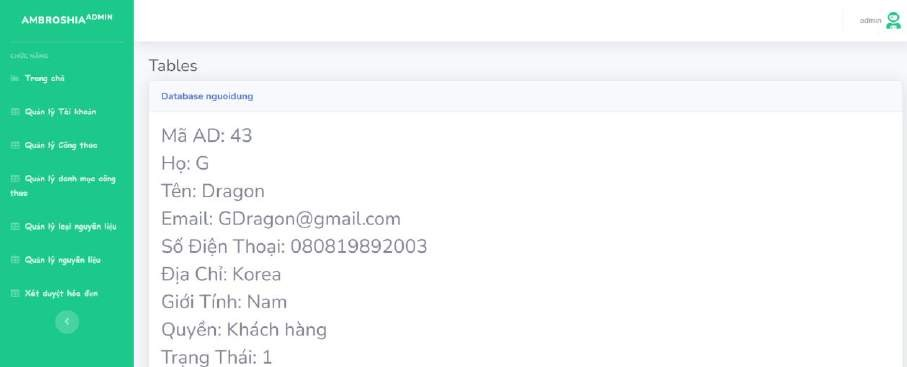 AMBROSHIA ADMIN
CHỨC NĂNG
Trang chủ
Quản lý Tài khoản
Quản lý Công thức
Quản lý danh mục công
thức
Quản lý loại nguyên liệu
Quản lý nguyên liệu
Xét duyệt hóa đơn
admin
Tables
Database nguoidung
Mã AD: 43
Họ: G
Tên: Dragon
Email: GDragon@gmail.com
Số Điện Thoại: 080819892003
Địa Chỉ: Korea
Giới Tính: Nam
Quyền: Khách hàng
Trạng Thái: 1